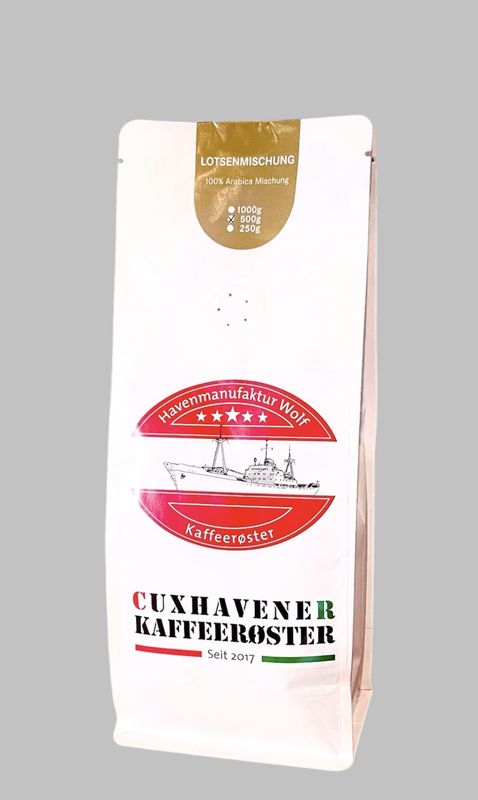 LOTSENMISCHUNG
100% Arabica Mischung
1000g
500g
250g
Havenmanufaktur Wolf
Kaffeerøster
CUXHAVENER
KAFFEERØSTER
Seit 2017